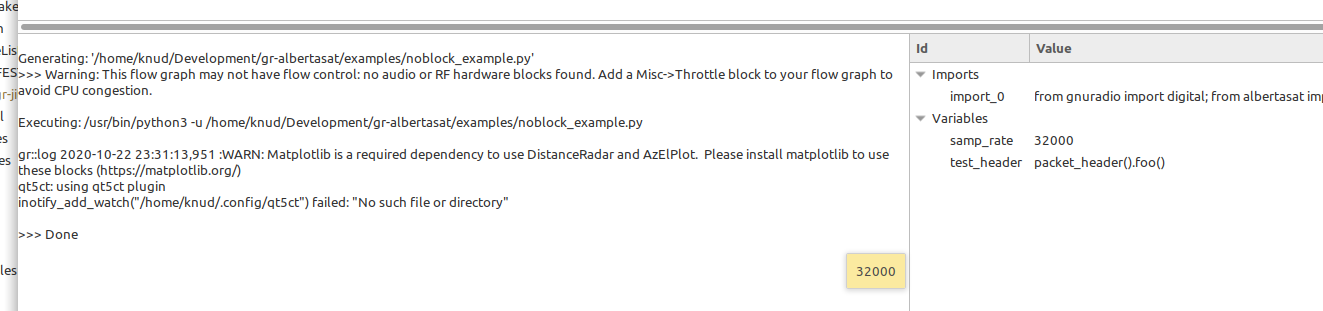 ake
Generating: '/home/knud/Development/gr-albertasat/examples/noblock_example.py'
>>> Warning: This flow graph may not have flow control: no audio or RF hardware blocks found. Add a Misc->Throttle block to your flow graph to
avoid CPU congestion.
Executing: /usr/bin/python3 -u /home/knud/Development/gr-albertasat/examples/noblock_example.py
gr::log 2020-10-22 23:31:13,951 :WARN: Matplotlib is a required dependency to use DistanceRadar and AzElPlot.  Please install matplotlib to use
these blocks (https://matplotlib.org/)
qt5ct: using qt5ct plugin
inotify_add_watch("/home/knud/.config/qt5ct") failed: "No such file or directory"
>>> Done
32000
Id Value
Imports
import_0 from gnuradio import digital; from albertasat imp
Variables
samp_rate 32000
test_header packet_header().foo()
n
eLis
FES
gr-ji
l
es
es
les